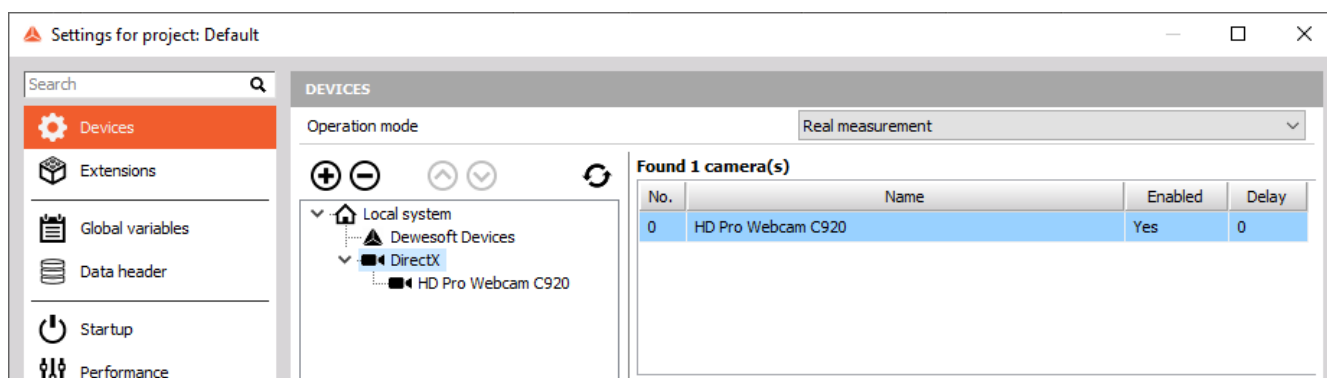 Settings for project: Default
Search
Devices
Extensions
Global variables
Data header
Startup
Performance
DEVICES
Operation mode
Real measurement
Local system
Dewesoft Devices
DirectX
HD Pro Webcam C920
Found 1 camera(s)
No. Name Enabled Delay
0 HD Pro Webcam C920 Yes 0